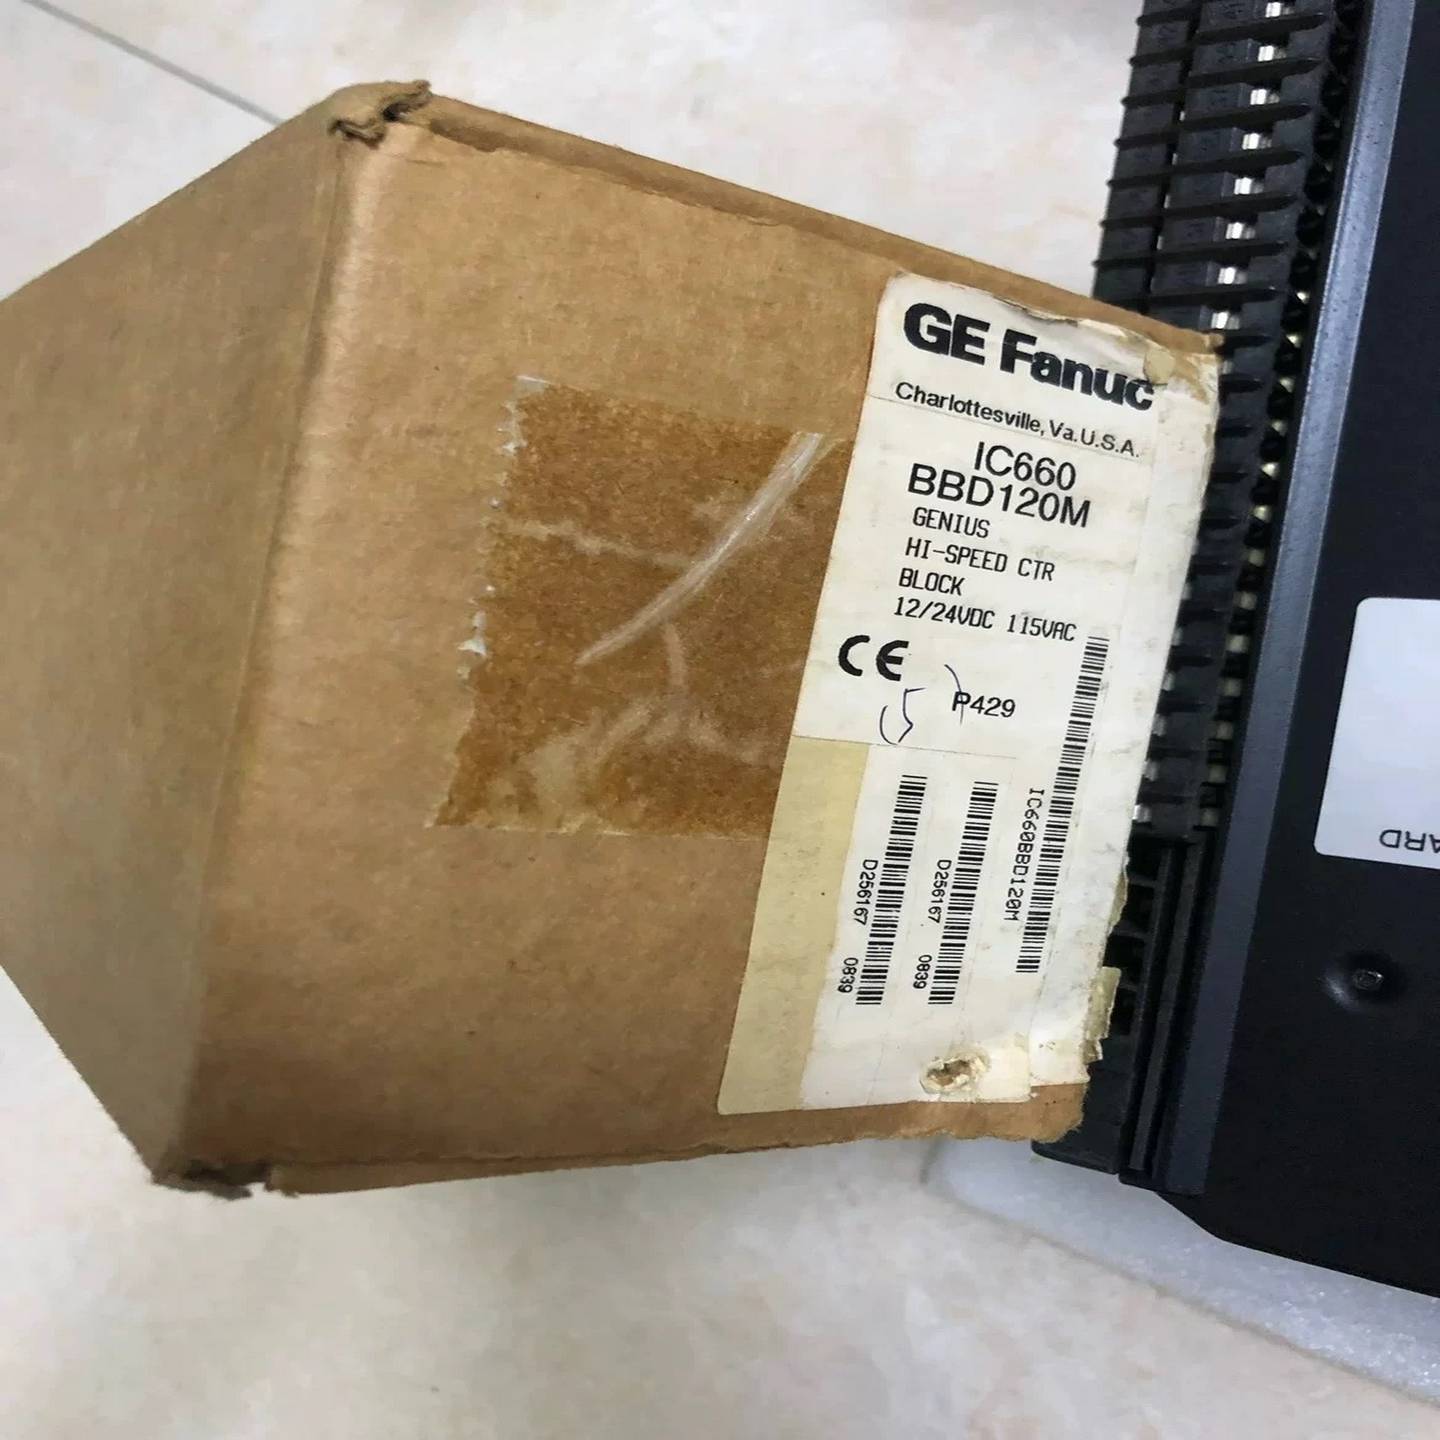 GE Fanuc
Charlottesville, Va. U.S.A.
IC660
BBD120M
GENIUS
HI-SPEED CTR
BLOCK
12/24VDC 115VAC
CE
5
P429
IC660BBD120M
D256167 0839
D256167 0839
ARD